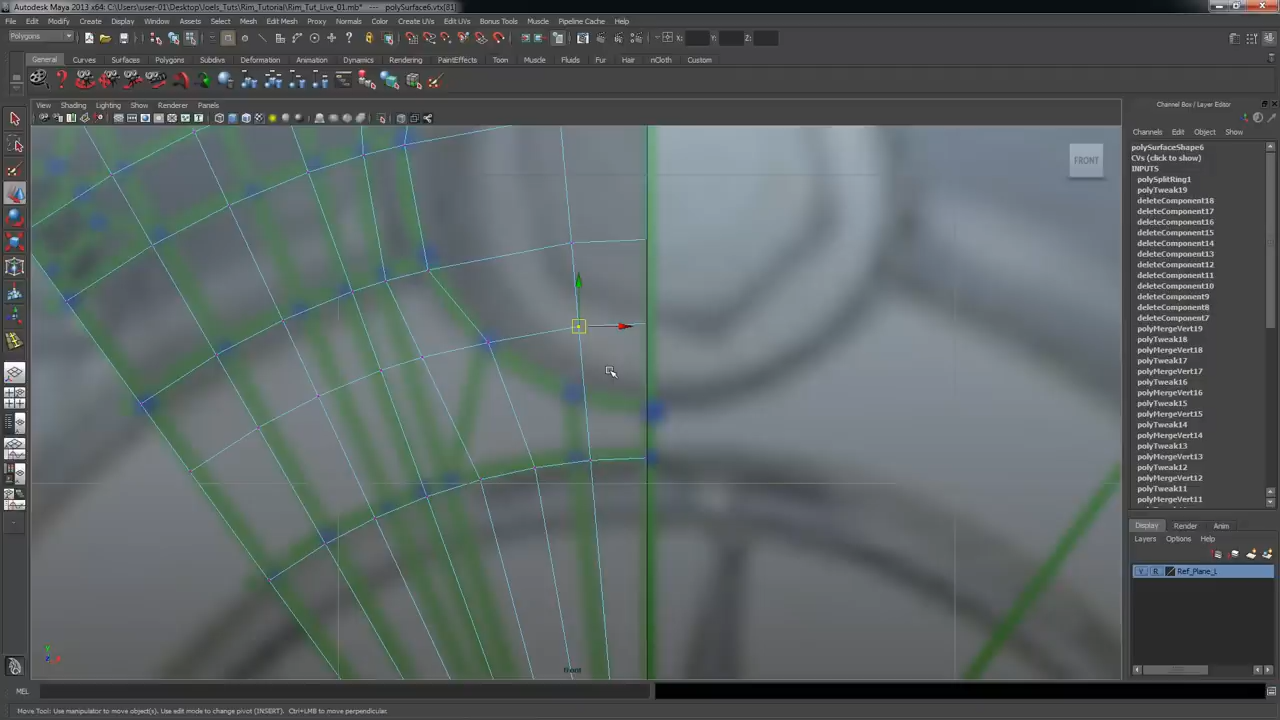 Autodesk Maya 2013 x64: C:\Users\user-01\Desktop\Joels_Tuts\Rim_Tutorial\Rim_Tut_Live_01.mb* --- polySurface6.vtx[81]
File Edit Modify Create Display Window Assets Select Mesh Edit Mesh Proxy Normals Color Create UVs Edit UVs Bonus Tools Muscle Pipeline Cache Help
Polygons X: Y: Z:
General Curves Surfaces Polygons Subdivs Deformation Animation Dynamics Rendering PaintEffects Toon Muscle Fluids Fur Hair nCloth Custom
View Shading Lighting Show Renderer Panels
Channel Box / Layer Editor
Channels Edit Object Show
polySurfaceShape6
CVs (click to show)
INPUTS
polySplitRing1
polyTweak19
deleteComponent18
deleteComponent17
deleteComponent16
deleteComponent15
deleteComponent14
deleteComponent13
deleteComponent12
deleteComponent11
deleteComponent10
deleteComponent9
deleteComponent8
deleteComponent7
polyMergeVert19
polyTweak18
polyMergeVert18
polyTweak17
polyMergeVert17
polyTweak16
polyMergeVert16
polyTweak15
polyMergeVert15
polyTweak14
polyMergeVert14
polyTweak13
polyMergeVert13
polyTweak12
polyMergeVert12
polyTweak11
polyMergeVert11
FRONT
Display Render Anim
Layers Options Help
V R Ref_Plane_L
front
MEL
Move Tool: Use manipulator to move object(s). Use edit mode to change pivot (INSERT). Ctrl+LMB to move perpendicular.